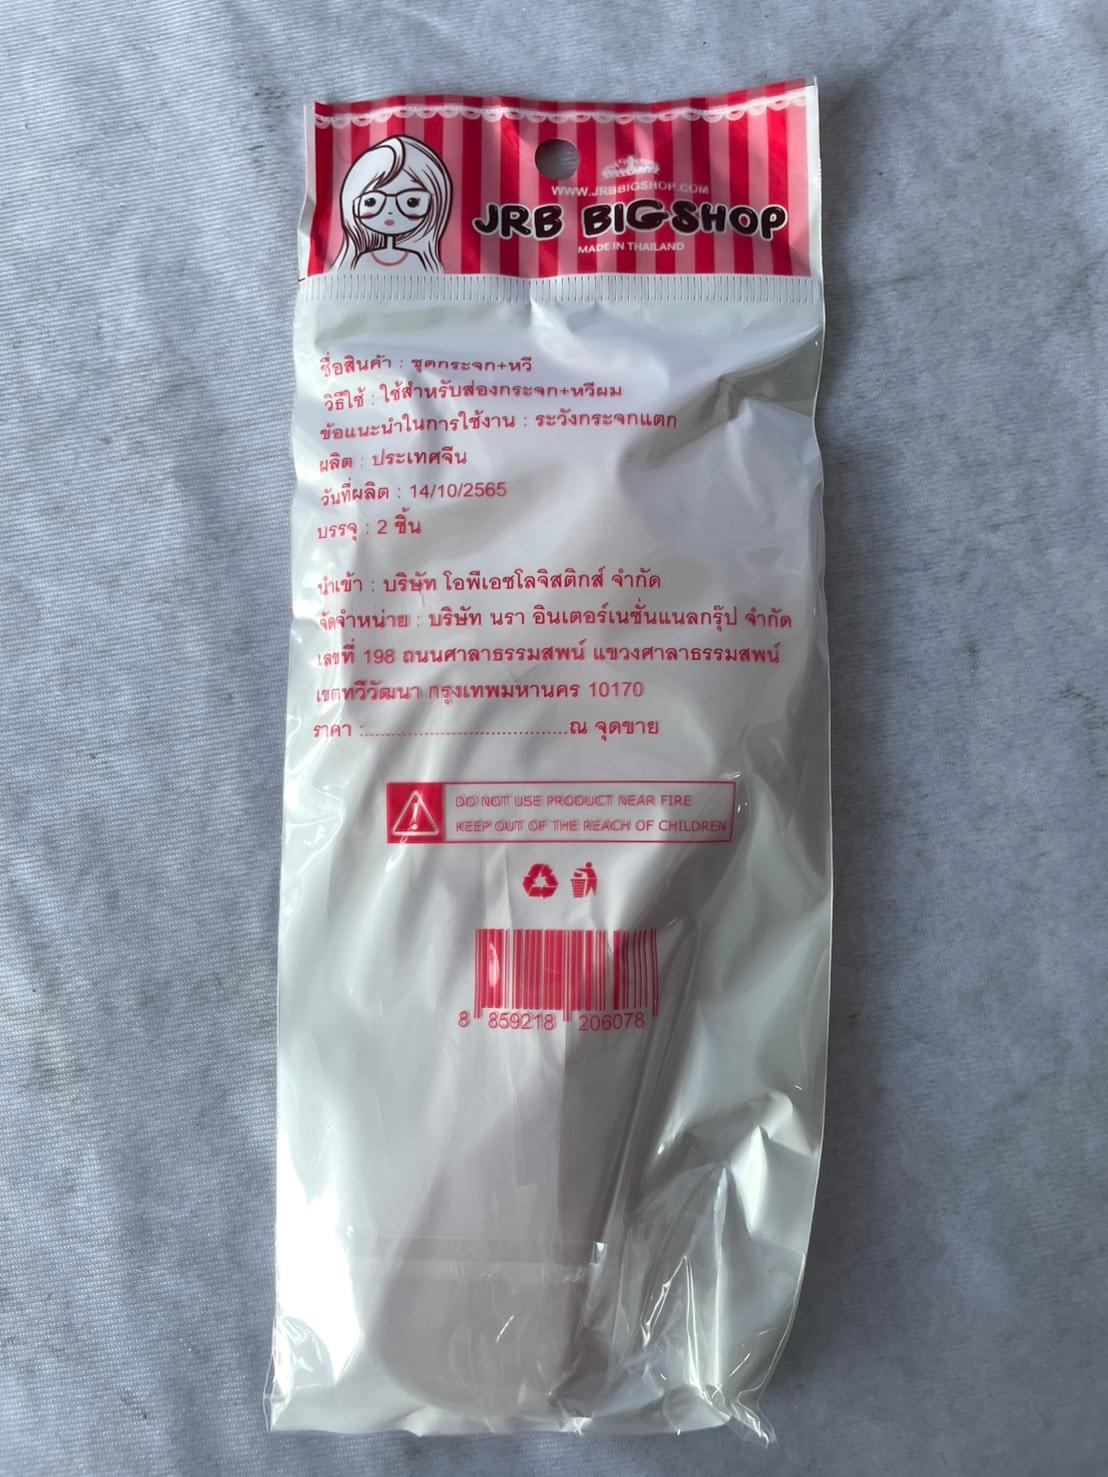 WWW.JRBBIGSHOP.COM
JRB BIGSHOP
MADE IN THAILAND
ชื่อสินค้า : ชุดกระจก+หวี
วิธีใช้ : ใช้สำหรับส่องกระจก+หวีผม
ข้อแนะนำในการใช้งาน : ระวังกระจกแตก
ผลิต : ประเทศจีน
วันที่ผลิต : 14/10/2565
บรรจุ : 2 ชิ้น
นำเข้า : บริษัท โอพีเอชโลจิสติกส์ จำกัด
จัดจำหน่าย : บริษัท นรา อินเตอร์เนชั่นแนลกรุ๊ป จำกัด
เลขที่ 198 ถนนศาลาธรรมสพน์ แขวงศาลาธรรมสพน์
เขตทวีวัฒนา กรุงเทพมหานคร 10170
ราคา ....................................ณ จุดขาย
DO NOT USE PRODUCT NEAR FIRE
KEEP OUT OF THE REACH OF CHILDREN
8 859218 206078